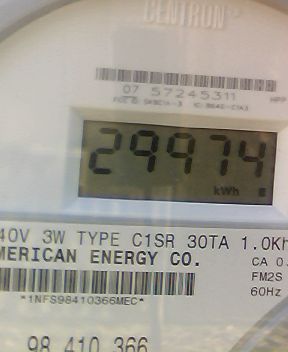 CENTRON
07 57245311
29974
kWh
40V 3W TYPE C1SR 30TA 1.0Kh
MERICAN ENERGY CO.
CA 0.
FM2S
60Hz
*1NFS98410366MEC*
98 410 366